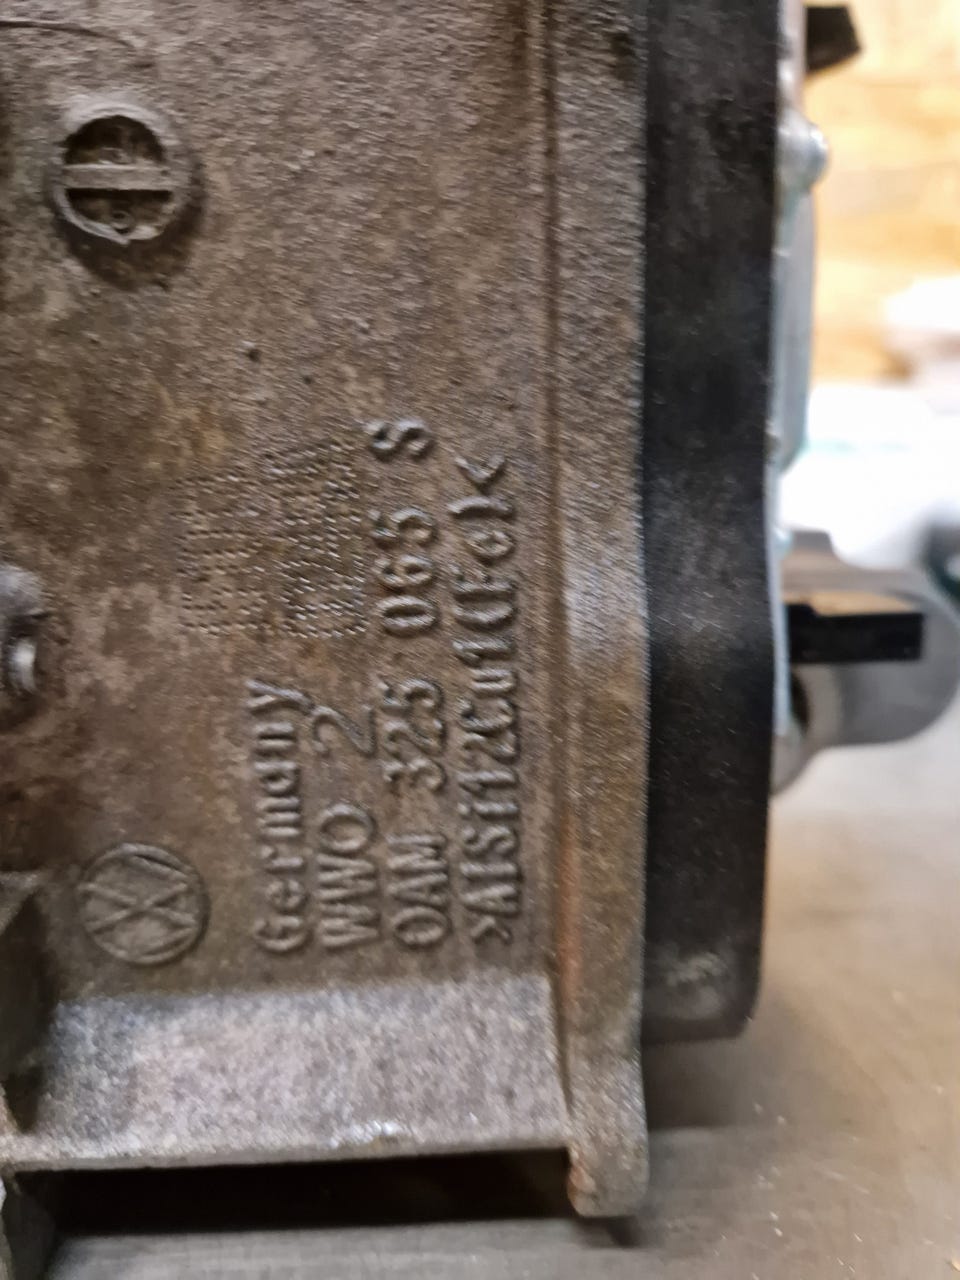 Germany
WWO 2
0AM 325 065 S
>AlSi12Cu1(Fe)<